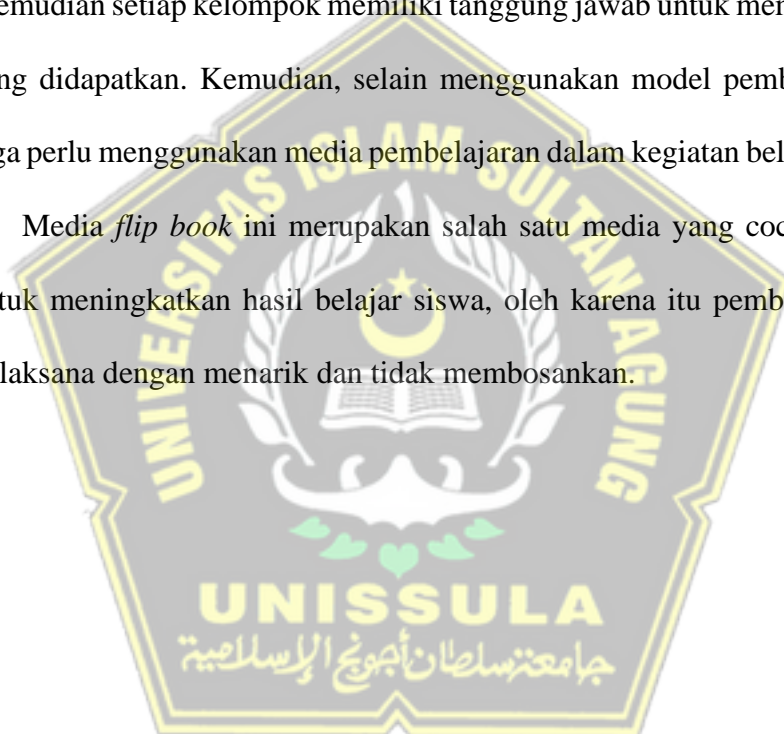 emudian setiap kelompok memiliki tanggung jawab untuk men
ng didapatkan. Kemudian, selain menggunakan model pemb
ga perlu menggunakan media pembelajaran dalam kegiatan bel
Media flip book ini merupakan salah satu media yang coc
tuk meningkatkan hasil belajar siswa, oleh karena itu pemb
laksana dengan menarik dan tidak membosankan.
UNIVERSITAS ISLAM SULTAN AGUNG
UNISSULA
جامعة سلطان أجونج الإسلامية